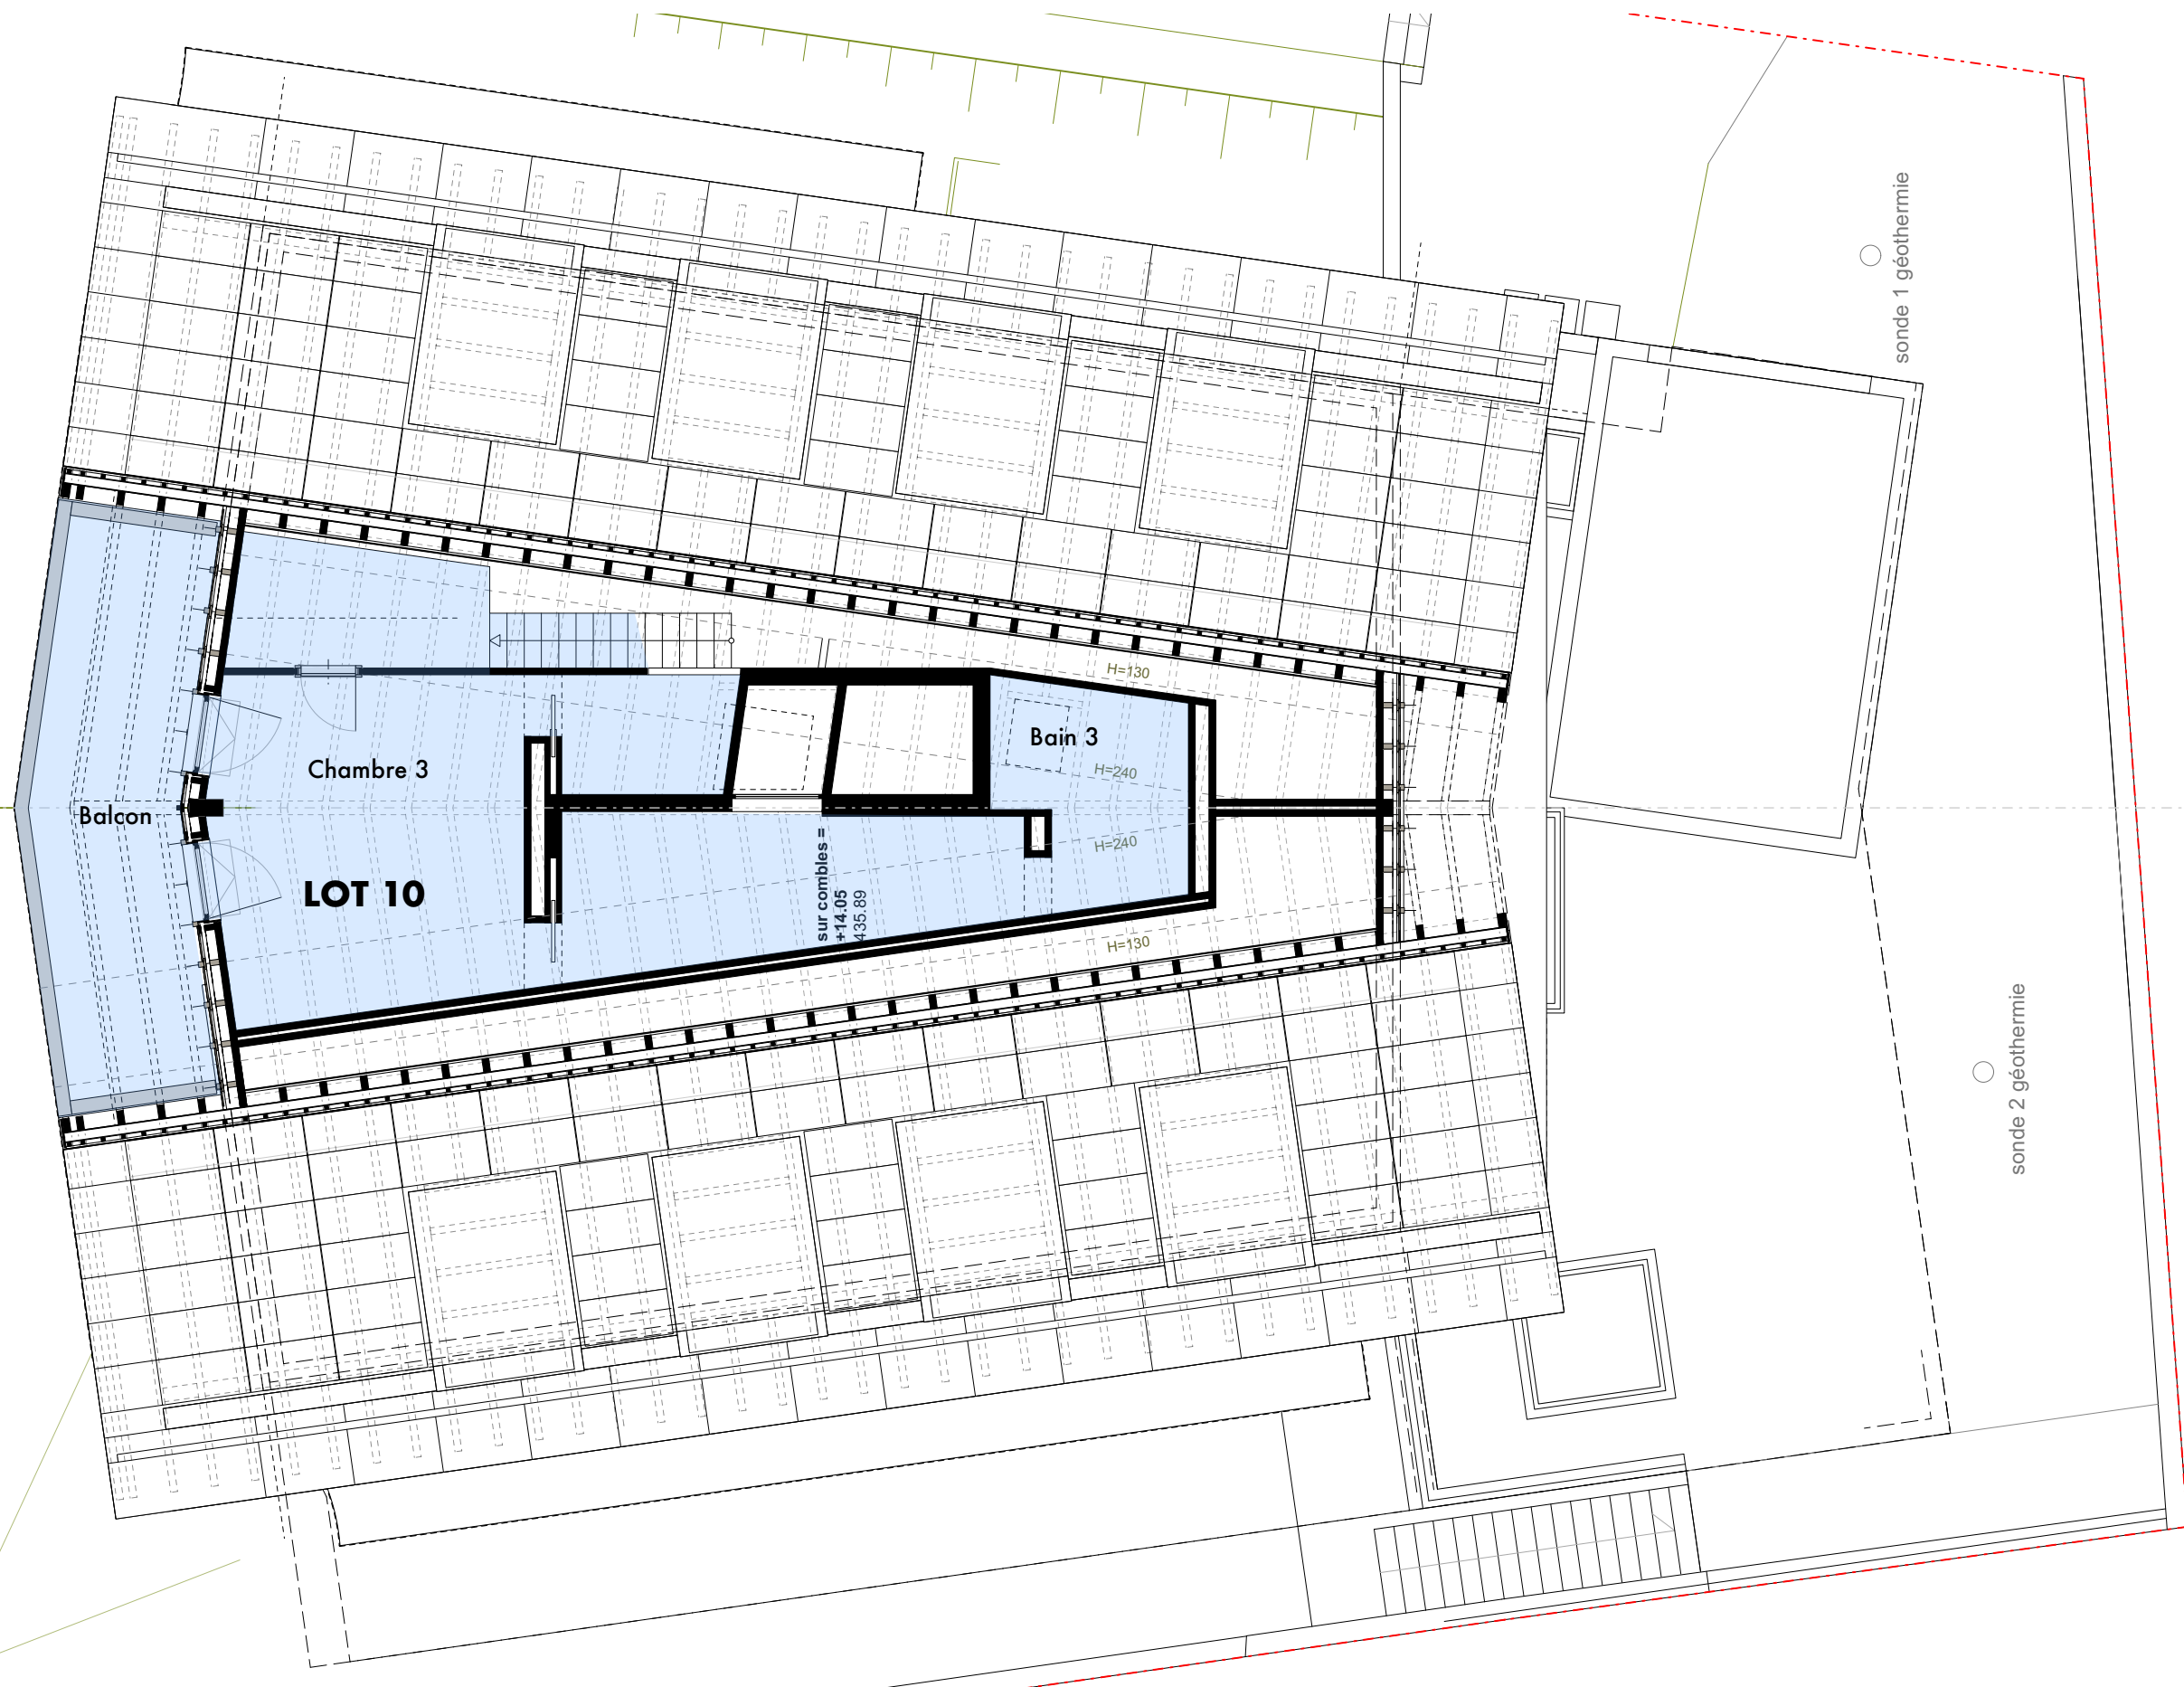 sonde 1 géothermie
H=130
Bain 3
H=240
Chambre 3
Balcon
H=240
LOT 10
sur combles =
+14.05
435.89
H=130
sonde 2 géothermie